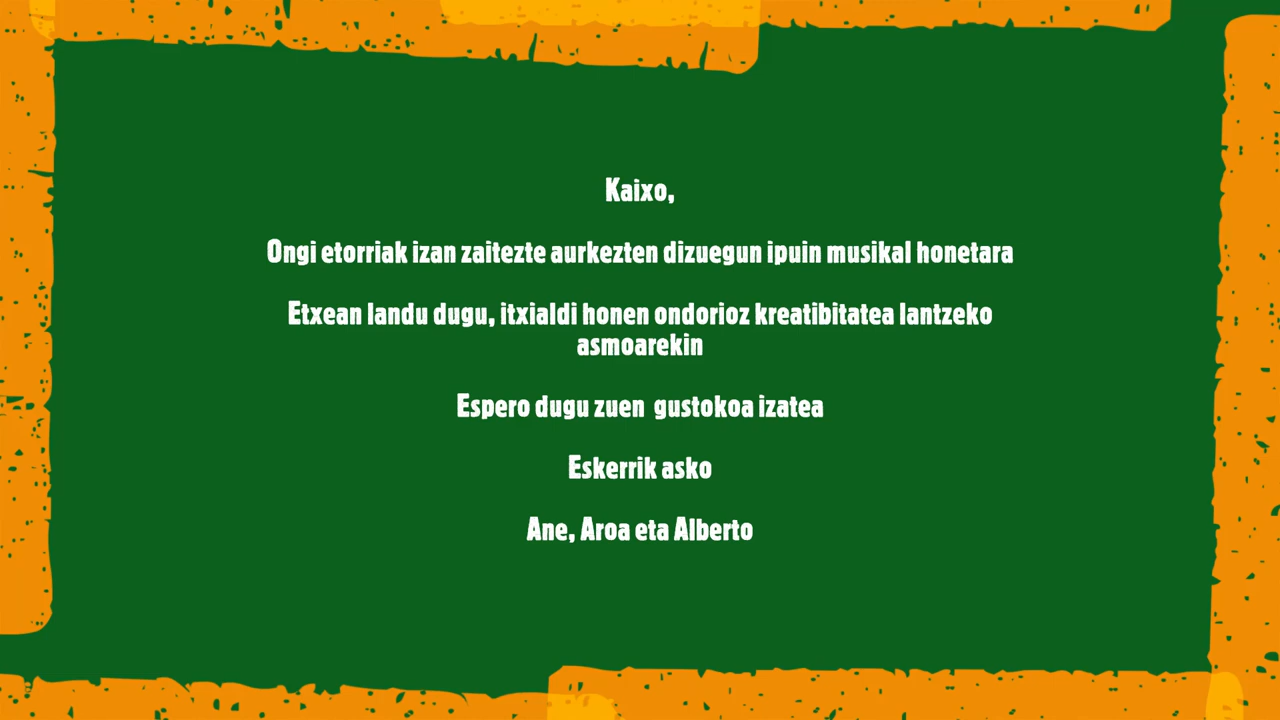 Kaixo,
Ongi etorriak izan zaitezte aurkezten dizuegun ipuin musikal honetara
Etxean landu dugu, itxialdi honen ondorioz kreatibitatea lantzeko
asmoarekin
Espero dugu zuen  gustokoa izatea
Eskerrik asko
Ane, Aroa eta Alberto